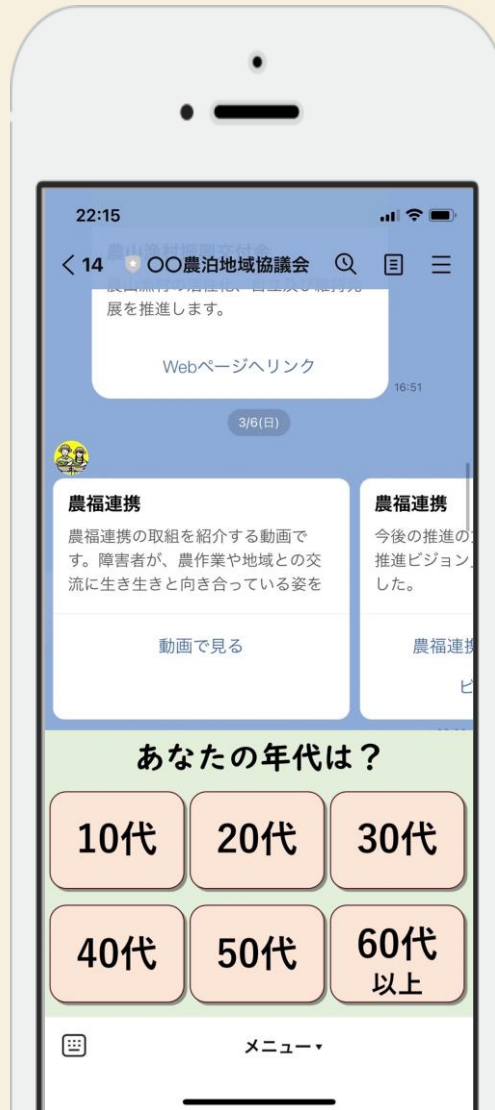 22:15
14 〇〇農泊地域協議会
展を推進します。
Webページへリンク
16:51
3/6(日)
農福連携
農福連携の取組を紹介する動画で
す。障害者が、農作業や地域との交
流に生き生きと向き合っている姿を
動画で見る
農福連携
今後の推進の
推進ビジョン」
した。
農福連携
ビ
あなたの年代は？
10代
20代
30代
40代
50代
60代
以上
メニュー▾